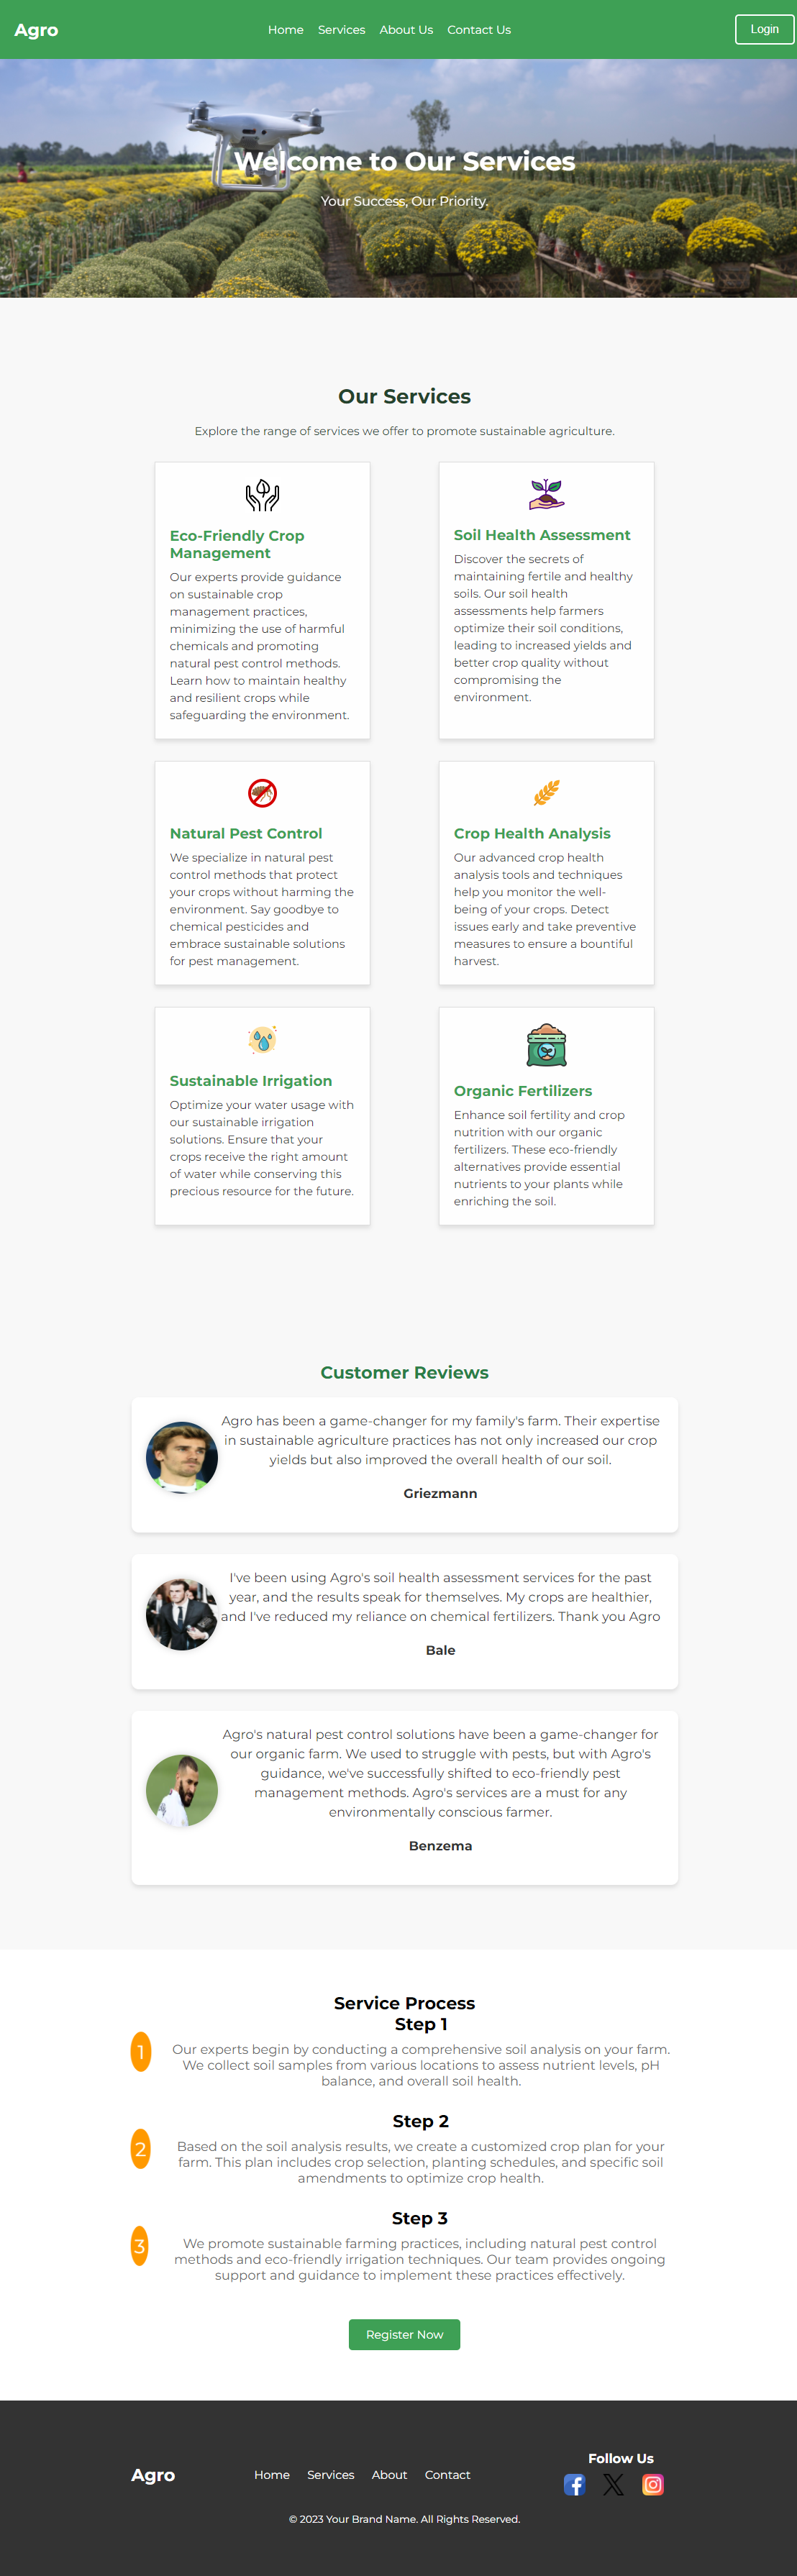 Agro
Home Services About Us Contact Us
Login
Welcome to Our Services
Your Success, Our Priority.
Our Services
Explore the range of services we offer to promote sustainable agriculture.
Eco-Friendly Crop
Management
Our experts provide guidance
on sustainable crop
management practices,
minimizing the use of harmful
chemicals and promoting
natural pest control methods.
Learn how to maintain healthy
and resilient crops while
safeguarding the environment.
Soil Health Assessment
Discover the secrets of
maintaining fertile and healthy
soils. Our soil health
assessments help farmers
optimize their soil conditions,
leading to increased yields and
better crop quality without
compromising the
environment.
Natural Pest Control
We specialize in natural pest
control methods that protect
your crops without harming the
environment. Say goodbye to
chemical pesticides and
embrace sustainable solutions
for pest management.
Crop Health Analysis
Our advanced crop health
analysis tools and techniques
help you monitor the well-
being of your crops. Detect
issues early and take preventive
measures to ensure a bountiful
harvest.
Sustainable Irrigation
Optimize your water usage with
our sustainable irrigation
solutions. Ensure that your
crops receive the right amount
of water while conserving this
precious resource for the future.
Organic Fertilizers
Enhance soil fertility and crop
nutrition with our organic
fertilizers. These eco-friendly
alternatives provide essential
nutrients to your plants while
enriching the soil.
Customer Reviews
Agro has been a game-changer for my family's farm. Their expertise
in sustainable agriculture practices has not only increased our crop
yields but also improved the overall health of our soil.
Griezmann
I've been using Agro's soil health assessment services for the past
year, and the results speak for themselves. My crops are healthier,
and I've reduced my reliance on chemical fertilizers. Thank you Agro
Bale
Agro's natural pest control solutions have been a game-changer for
our organic farm. We used to struggle with pests, but with Agro's
guidance, we've successfully shifted to eco-friendly pest
management methods. Agro's services are a must for any
environmentally conscious farmer.
Benzema
Service Process
Step 1
1
Our experts begin by conducting a comprehensive soil analysis on your farm.
We collect soil samples from various locations to assess nutrient levels, pH
balance, and overall soil health.
Step 2
2
Based on the soil analysis results, we create a customized crop plan for your
farm. This plan includes crop selection, planting schedules, and specific soil
amendments to optimize crop health.
Step 3
3
We promote sustainable farming practices, including natural pest control
methods and eco-friendly irrigation techniques. Our team provides ongoing
support and guidance to implement these practices effectively.
Register Now
Agro
Home Services About Contact
Follow Us
© 2023 Your Brand Name. All Rights Reserved.